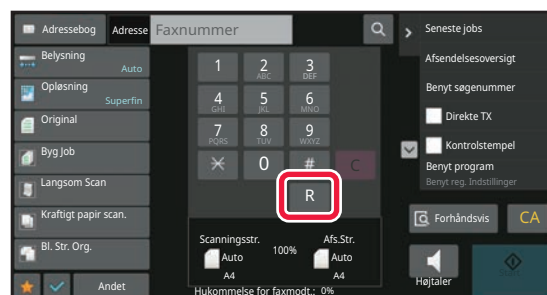 Adressebog
Adresse
Faxnummer
Seneste jobs
Belysning
Auto
Opløsning
Superfin
Original
Byg Job
Langsom Scan
Kraftigt papir scan.
Bl. Str. Org.
Andet
1
2
ABC
3
DEF
4
GHI
5
JKL
6
MNO
7
PQRS
8
TUV
9
WXYZ
0
#
C
R
Scanningsstr.
Auto
A4
100%
Afs.Str.
Auto
A4
Hukommelse for faxmodt.: 0%
Afsendelsesoversigt
Benyt søgenummer
Direkte TX
Kontrolstempel
Benyt program
Benyt reg. Indstillinger
Forhåndsvis
CA
Højtaler